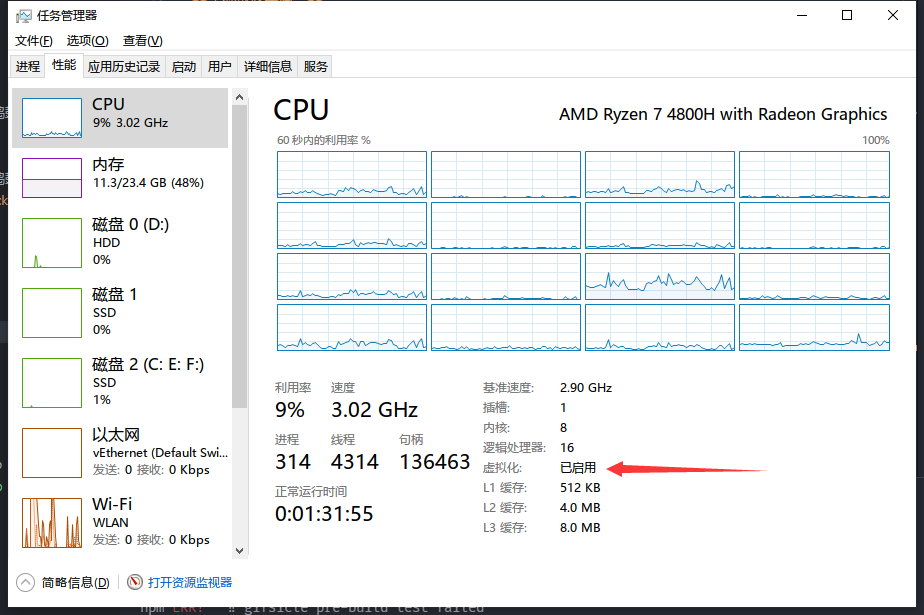 任务管理器
文件(F) 选项(O) 查看(V)
进程 性能 应用历史记录 启动 用户 详细信息 服务
CPU
9% 3.02 GHz
内存
11.3/23.4 GB (48%)
磁盘 0 (D:)
HDD
0%
磁盘 1
SSD
0%
磁盘 2 (C: E: F:)
SSD
1%
以太网
vEthernet (Default Swi...
发送: 0 接收: 0 Kbps
Wi-Fi
WLAN
发送: 0 接收: 0 Kbps
CPU
AMD Ryzen 7 4800H with Radeon Graphics
60 秒内的利用率 %
100%
利用率 速度
9% 3.02 GHz
进程 线程 句柄
314 4314 136463
正常运行时间
0:01:31:55
基准速度: 2.90 GHz
插槽: 1
内核: 8
逻辑处理器: 16
虚拟化: 已启用
L1 缓存: 512 KB
L2 缓存: 4.0 MB
L3 缓存: 8.0 MB
简略信息(D) 打开资源监视器
npm ERR! ‼ gifsicle pre-build test failed